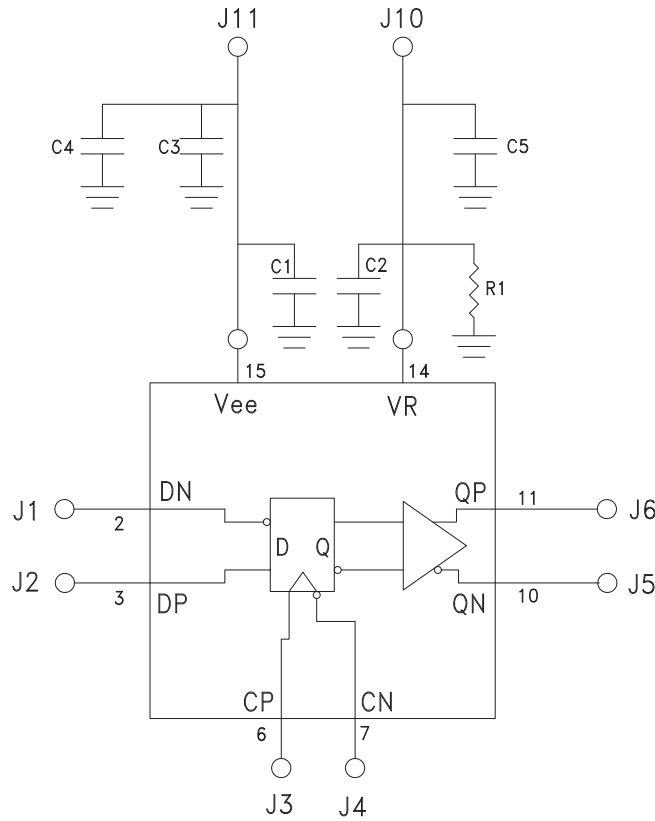 J11 J10
C4 C3 C5
C1 C2 R1
15 14
Vee VR
DN QP 11
J1 2 J6
D Q
J2 3 J5
DP QN 10
CP CN
6 7
J3 J4